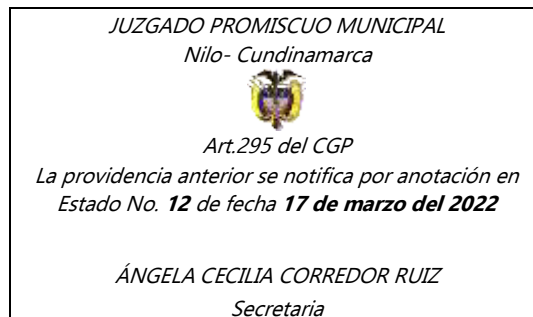 JUZGADO PROMISCUO MUNICIPAL
Nilo- Cundinamarca
Art.295 del CGP
La providencia anterior se notifica por anotación en
Estado No. 12 de fecha 17 de marzo del 2022
ÁNGELA CECILIA CORREDOR RUIZ
Secretaria